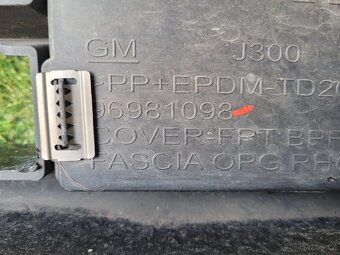 GM J300
>PP+EPDM-TD20
96981098
COVER-FRT BPR
FASCIA OPG RH